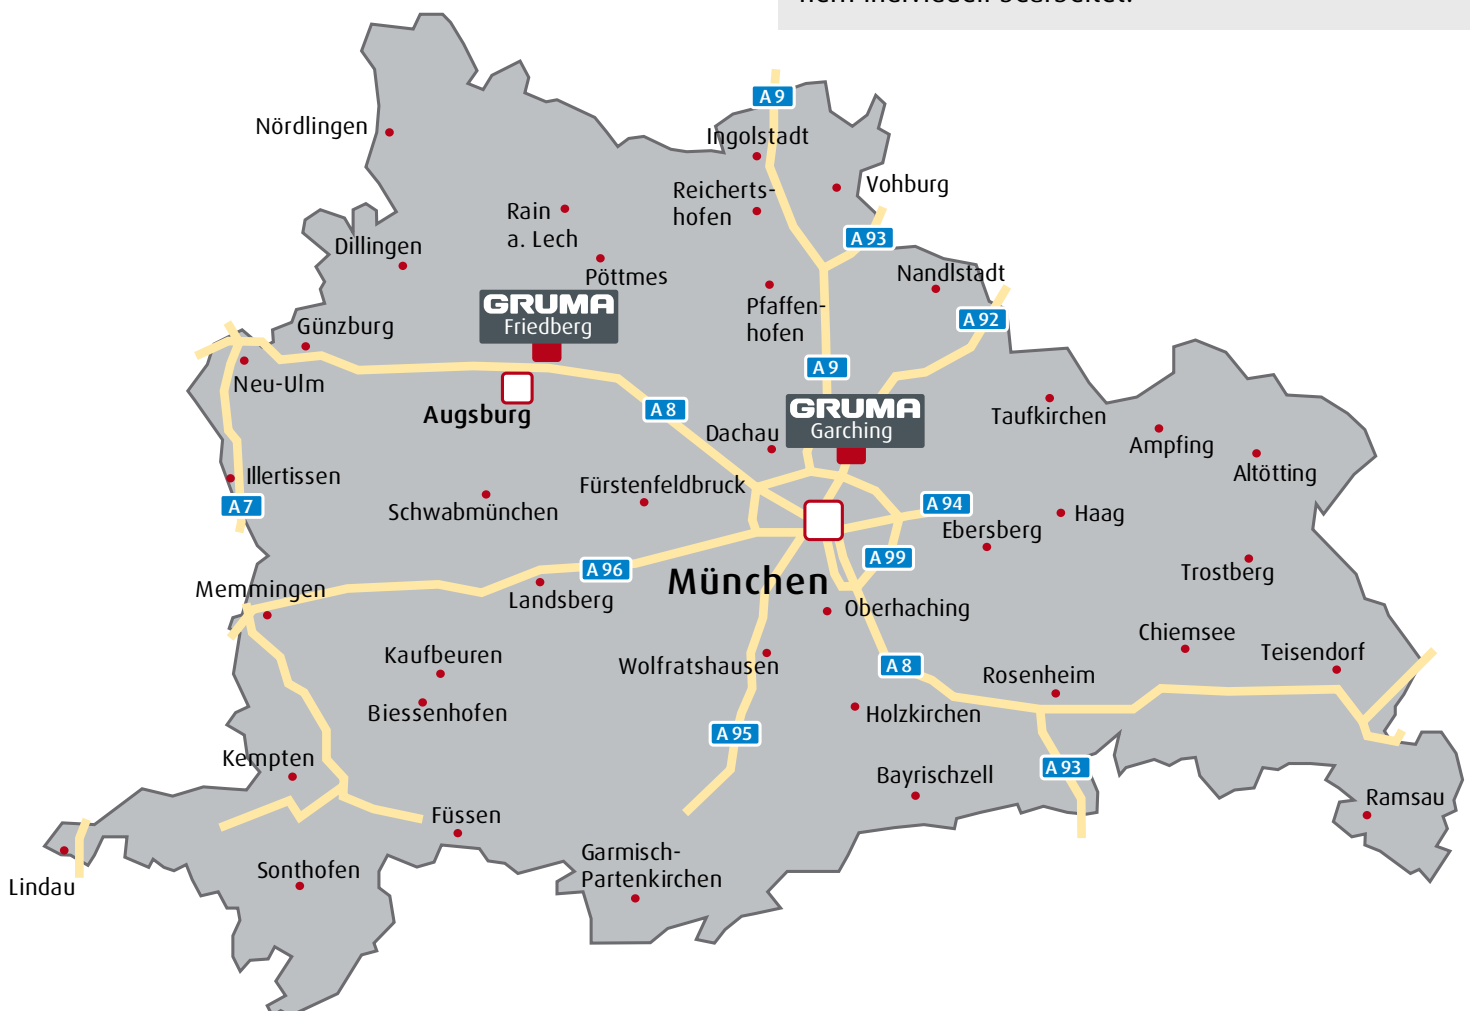 A 9
Nördlingen
Ingolstadt
Reicherts-
hofen
Vohburg
Rain
a. Lech
A 93
Dillingen
Pöttmes
Nandlstadt
GRUMA
Friedberg
Pfaffen-
hofen
A 92
Günzburg
Neu-Ulm
A 9
Augsburg
A 8
GRUMA
Garching
Taufkirchen
Dachau
Ampfing
Altötting
Illertissen
Fürstenfeldbruck
A 7
Schwabmünchen
A 94
Haag
Ebersberg
A 99
A 96
München
Trostberg
Memmingen
Landsberg
Oberhaching
Chiemsee
Kaufbeuren
Wolfratshausen
A 8
Teisendorf
Rosenheim
Biessenhofen
Holzkirchen
A 95
Kempten
A 93
Bayrischzell
Ramsau
Füssen
Garmisch-
Partenkirchen
Lindau
Sonthofen